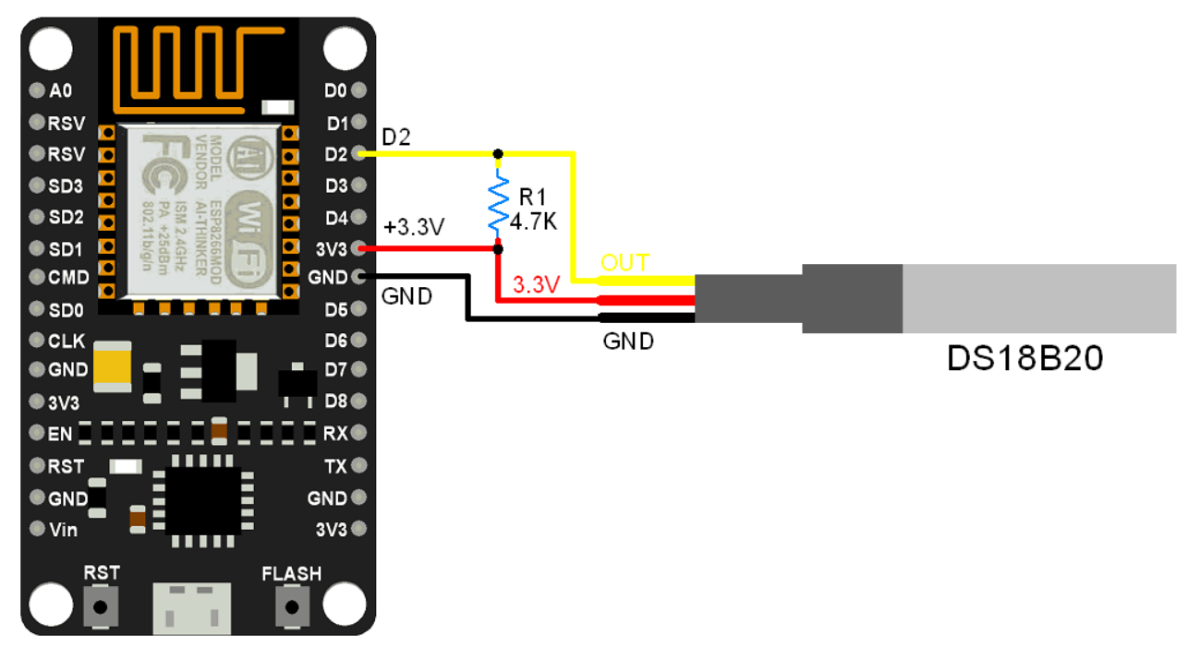 A0
RSV
RSV
SD3
SD2
SD1
CMD
SD0
CLK
GND
3V3
EN
RST
GND
Vin
D0
D1
D2
D3
D4
3V3
GND
D5
D6
D7
D8
RX
TX
GND
3V3
MODEL ESP8266MOD
VENDOR AI-THINKER
ISM 2.4GHz
PA +25dBm
802.11b/g/n
FC
AI
WiFi
RST
FLASH
D2
+3.3V
GND
R1
4.7K
OUT
3.3V
GND
DS18B20